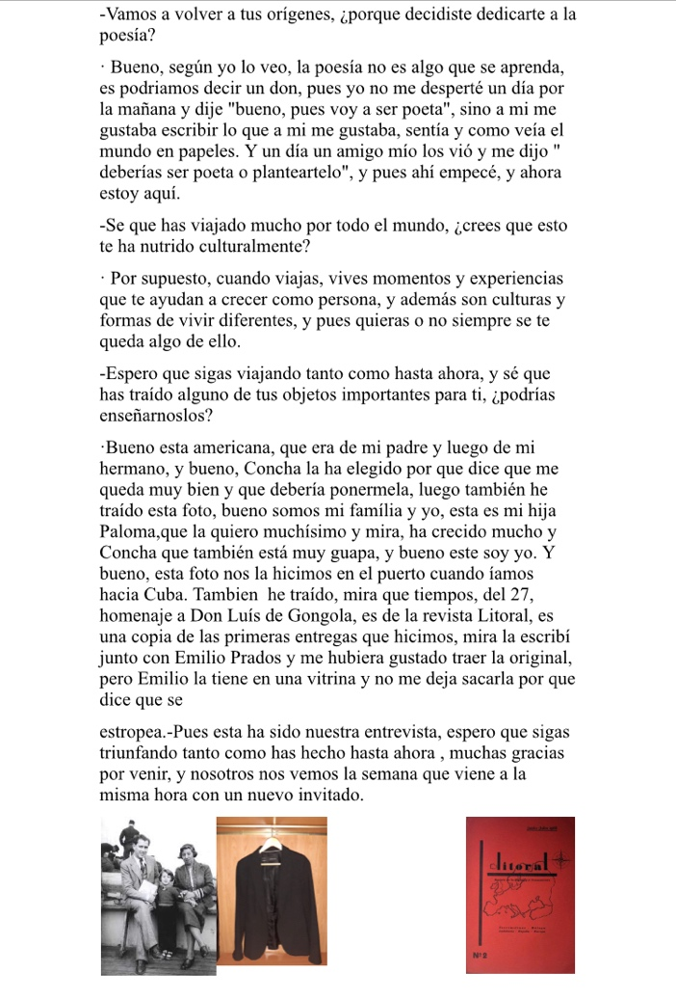 -Vamos a volver a tus orígenes, ¿porque decidiste dedicarte a la
poesía?
· Bueno, según yo lo veo, la poesía no es algo que se aprenda,
es podriamos decir un don, pues yo no me desperté un día por
la mañana y dije "bueno, pues voy a ser poeta", sino a mi me
gustaba escribir lo que a mi me gustaba, sentía y como veía el
mundo en papeles. Y un día un amigo mío los vió y me dijo "
deberías ser poeta o planteartelo", y pues ahí empecé, y ahora
estoy aquí.
-Se que has viajado mucho por todo el mundo, ¿crees que esto
te ha nutrido culturalmente?
· Por supuesto, cuando viajas, vives momentos y experiencias
que te ayudan a crecer como persona, y además son culturas y
formas de vivir diferentes, y pues quieras o no siempre se te
queda algo de ello.
-Espero que sigas viajando tanto como hasta ahora, y sé que
has traído alguno de tus objetos importantes para ti, ¿podrías
enseñarnoslos?
·Bueno esta americana, que era de mi padre y luego de mi
hermano, y bueno, Concha la ha elegido por que dice que me
queda muy bien y que debería ponermela, luego también he
traído esta foto, bueno somos mi família y yo, esta es mi hija
Paloma,que la quiero muchísimo y mira, ha crecido mucho y
Concha que también está muy guapa, y bueno este soy yo. Y
bueno, esta foto nos la hicimos en el puerto cuando íamos
hacia Cuba. Tambien  he traído, mira que tiempos, del 27,
homenaje a Don Luís de Gongola, es de la revista Litoral, es
una copia de las primeras entregas que hicimos, mira la escribí
junto con Emilio Prados y me hubiera gustado traer la original,
pero Emilio la tiene en una vitrina y no me deja sacarla por que
dice que se
estropea.-Pues esta ha sido nuestra entrevista, espero que sigas
triunfando tanto como has hecho hasta ahora , muchas gracias
por venir, y nosotros nos vemos la semana que viene a la
misma hora con un nuevo invitado.
litoral
Nº 2